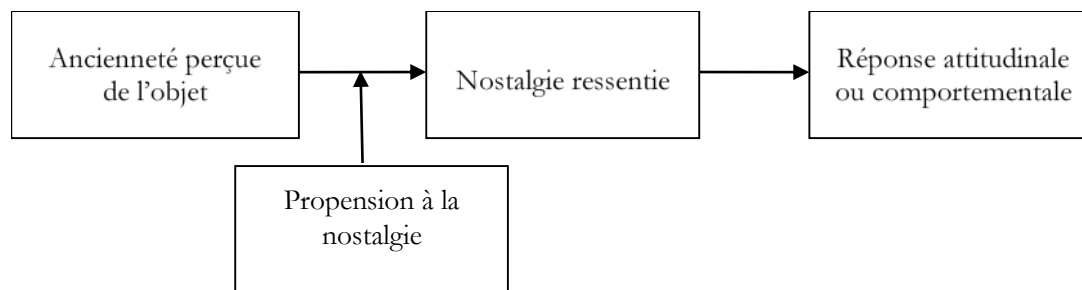 Ancienneté perçue
de l’objet
Nostalgie ressentie
Réponse attitudinale
ou comportementale
Propension à la
nostalgie